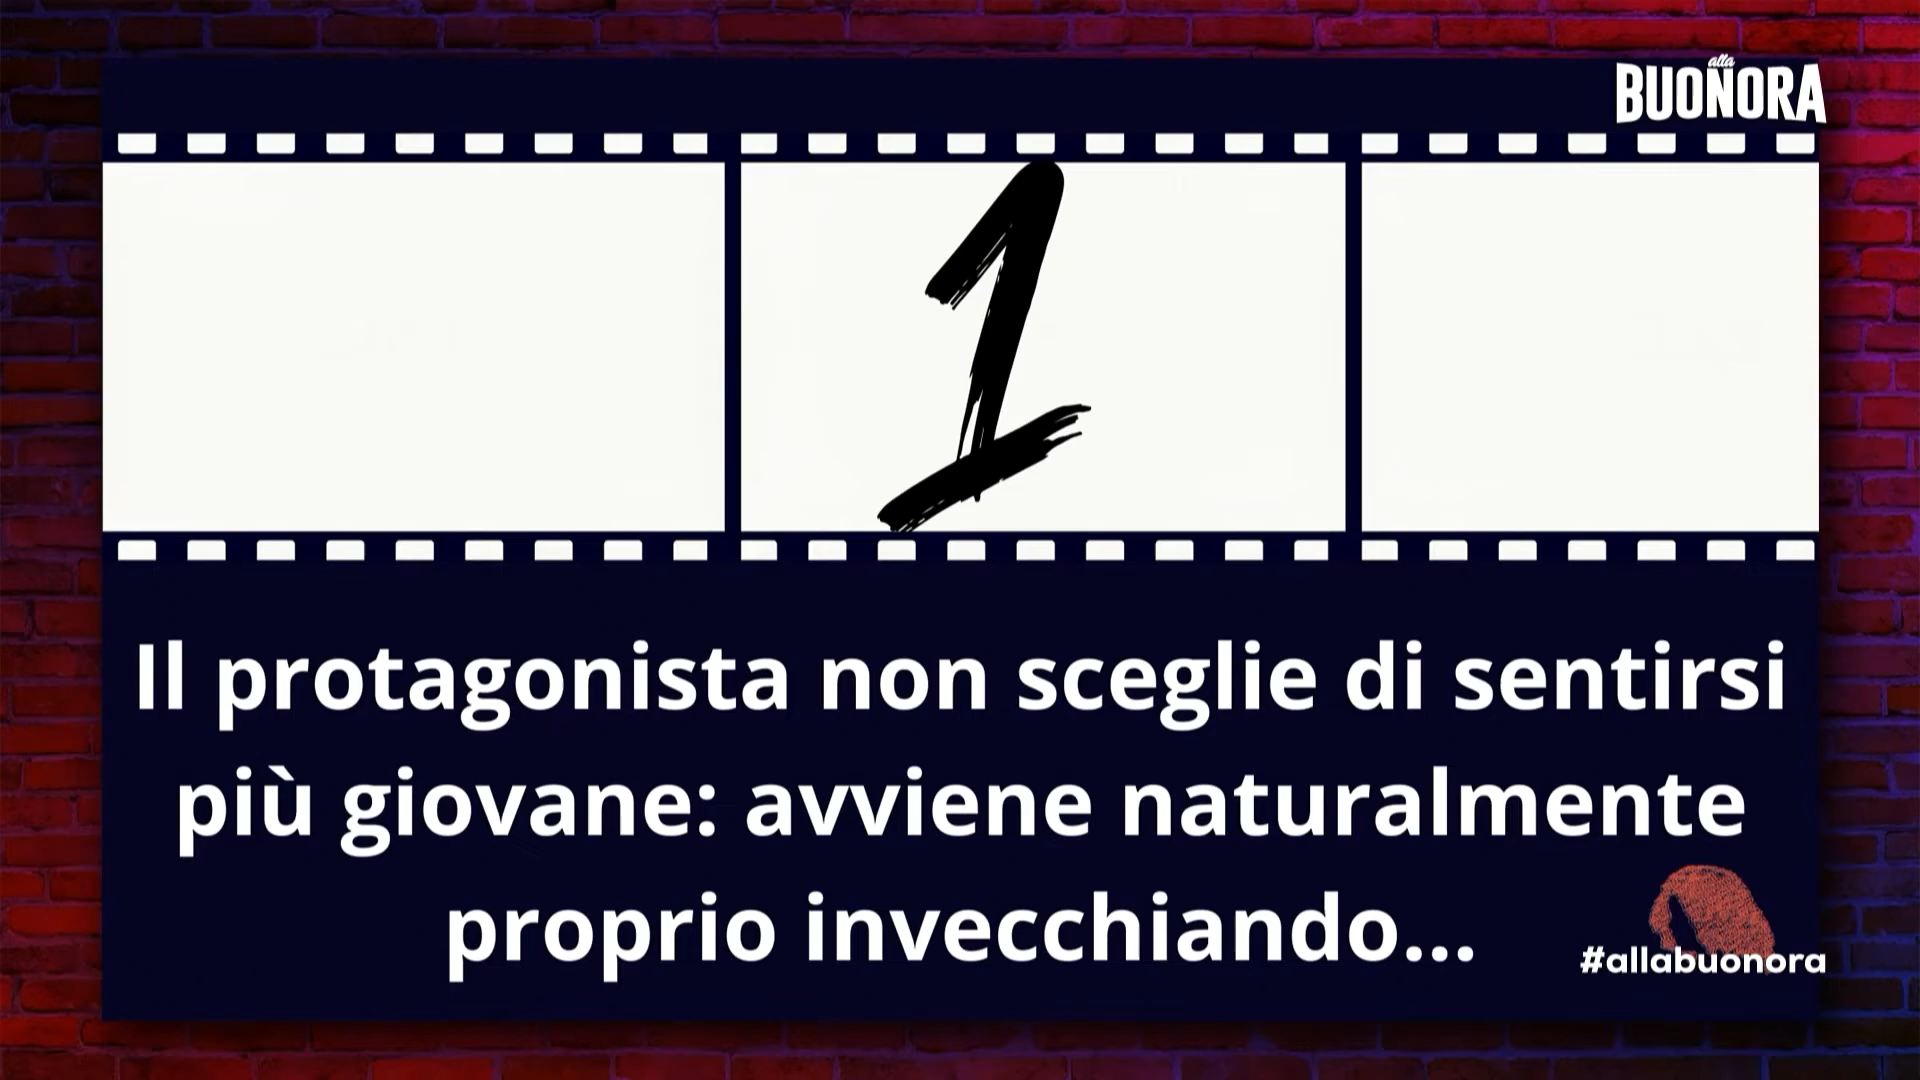 alla
BUONORA
1
Il protagonista non sceglie di sentirsi
più giovane: avviene naturalmente
proprio invecchiando...
#allabuonora